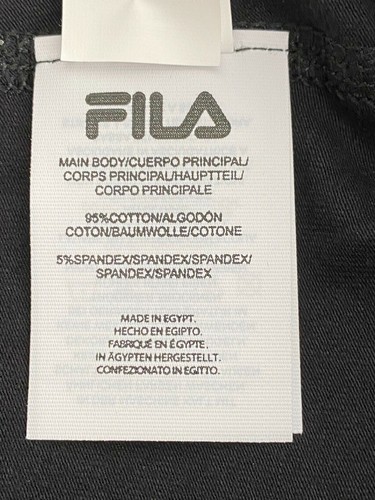 FILA
MAIN BODY/CUERPO PRINCIPAL/
CORPS PRINCIPAL/HAUPTTEIL/
CORPO PRINCIPALE
95%COTTON/ALGODÓN
COTON/BAUMWOLLE/COTONE
5%SPANDEX/SPANDEX/SPANDEX/
SPANDEX/SPANDEX
MADE IN EGYPT.
HECHO EN EGIPTO.
FABRIQUÉ EN ÉGYPTE.
IN ÄGYPTEN HERGESTELLT.
CONFEZIONATO IN EGITTO.